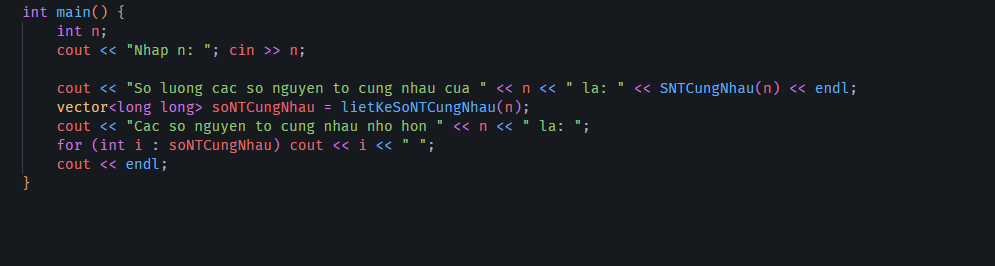 int main() {
    int n;
    cout << "Nhap n: "; cin >> n;

    cout << "So luong cac so nguyen to cung nhau cua " << n << " la: " << SNTCungNhau(n) << endl;
    vector<long long> soNTCungNhau = lietKeSoNTCungNhau(n);
    cout << "Cac so nguyen to cung nhau nho hon " << n << " la: ";
    for (int i : soNTCungNhau) cout << i << " ";
    cout << endl;
}